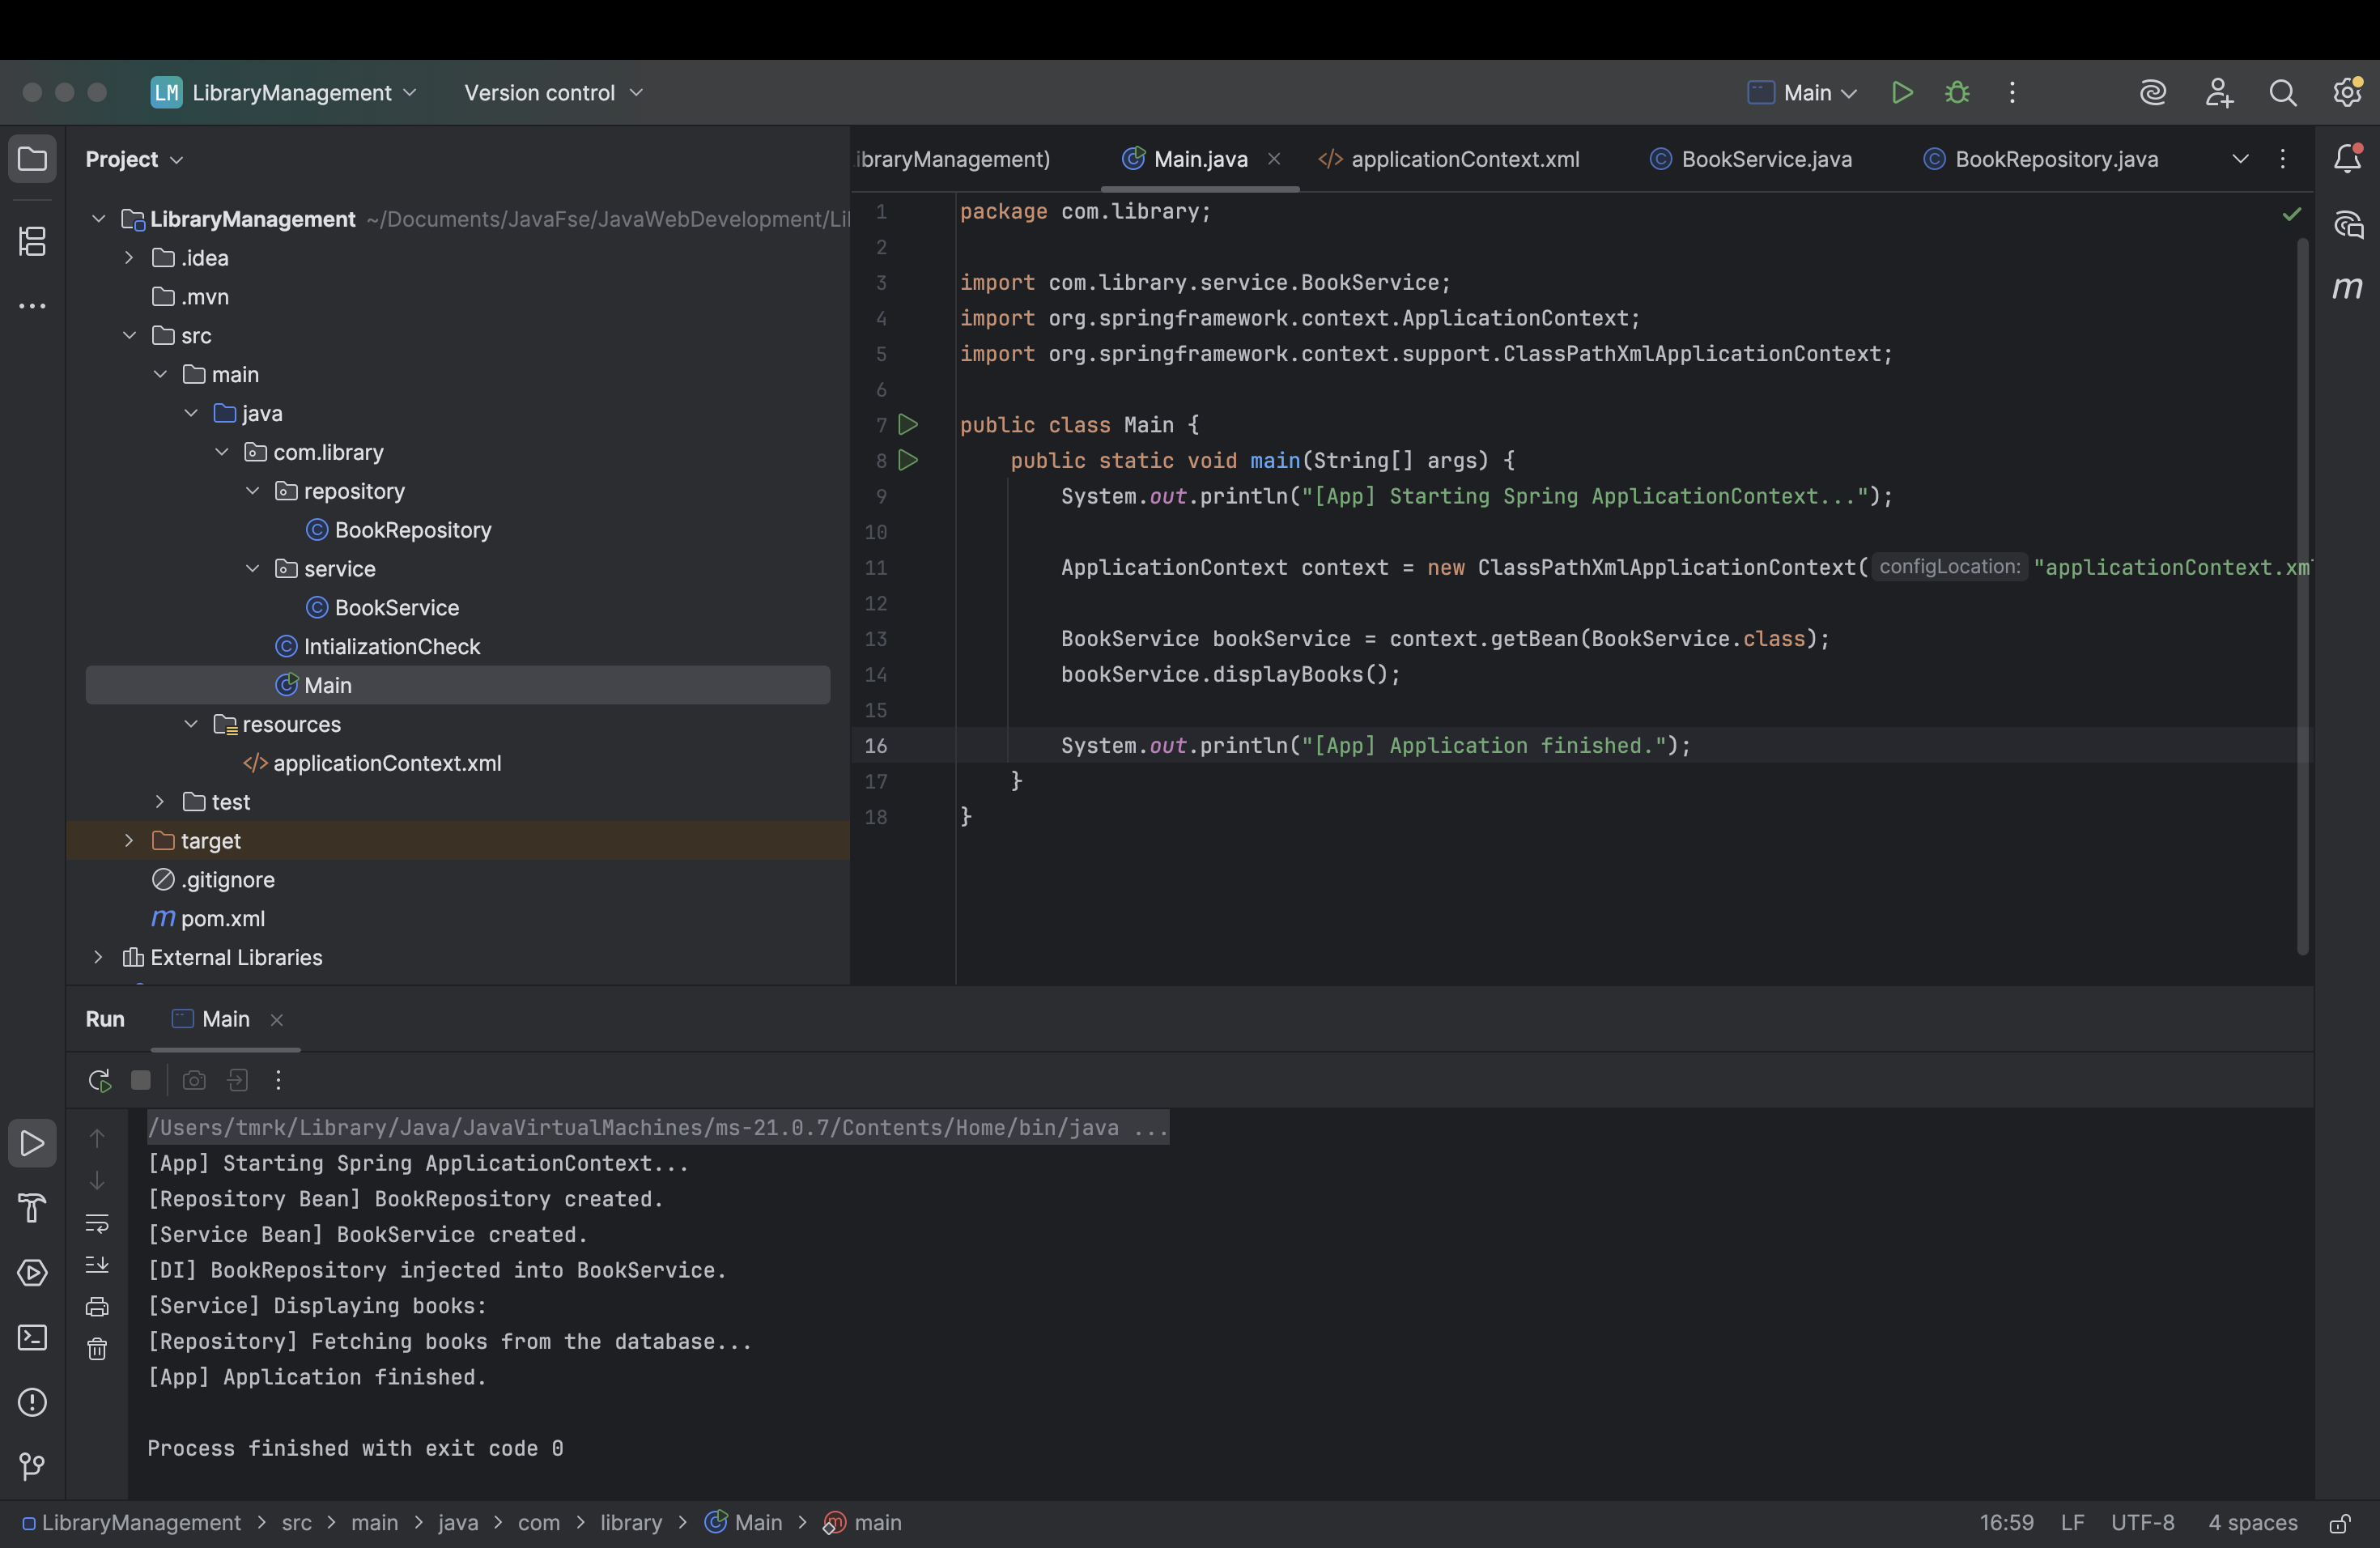 LM LibraryManagement Version control Main
Project
LibraryManagement ~/Documents/JavaFse/JavaWebDevelopment/Li
.idea
.mvn
src
main
java
com.library
repository
BookRepository
service
BookService
IntializationCheck
Main
resources
applicationContext.xml
test
target
.gitignore
pom.xml
External Libraries
ibraryManagement) Main.java applicationContext.xml BookService.java BookRepository.java
1 package com.library;
2
3 import com.library.service.BookService;
4 import org.springframework.context.ApplicationContext;
5 import org.springframework.context.support.ClassPathXmlApplicationContext;
6
7 public class Main {
8 public static void main(String[] args) {
9 System.out.println("[App] Starting Spring ApplicationContext...");
10
11 ApplicationContext context = new ClassPathXmlApplicationContext( configLocation: "applicationContext.xm
12
13 BookService bookService = context.getBean(BookService.class);
14 bookService.displayBooks();
15
16 System.out.println("[App] Application finished.");
17 }
18 }
Run Main
/Users/tmrk/Library/Java/JavaVirtualMachines/ms-21.0.7/Contents/Home/bin/java ...
[App] Starting Spring ApplicationContext...
[Repository Bean] BookRepository created.
[Service Bean] BookService created.
[DI] BookRepository injected into BookService.
[Service] Displaying books:
[Repository] Fetching books from the database...
[App] Application finished.
Process finished with exit code 0
LibraryManagement > src > main > java > com > library > Main > main 16:59 LF UTF-8 4 spaces